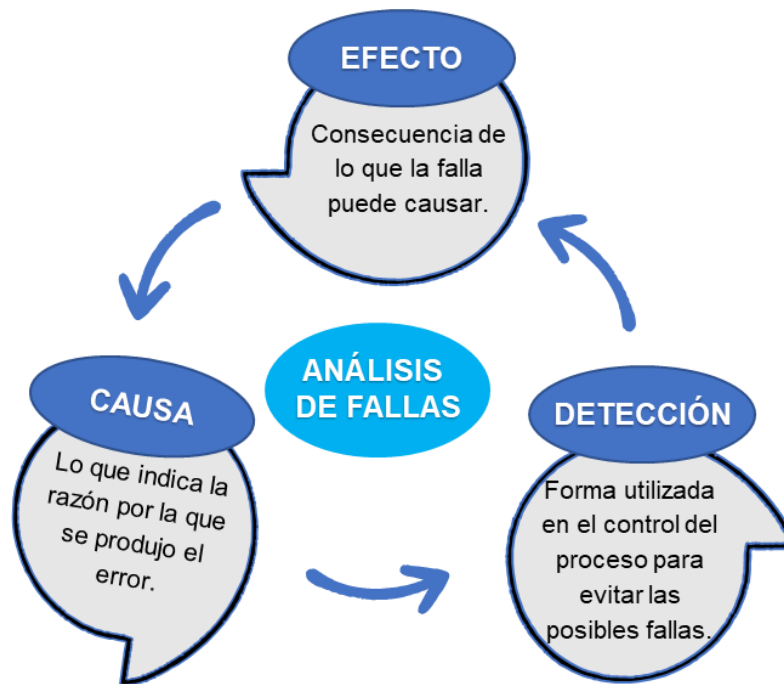 EFECTO
Consecuencia de
lo que la falla
puede causar.
ANÁLISIS
DE FALLAS
CAUSA
Lo que indica la
razón por la que
se produjo el
error.
DETECCIÓN
Forma utilizada
en el control del
proceso para
evitar las
posibles fallas.